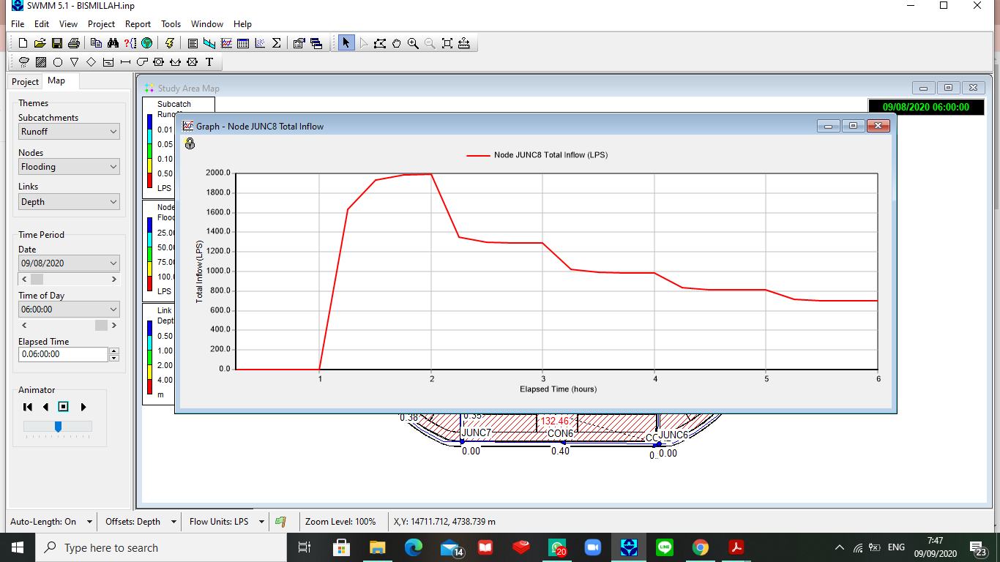 SWMM 5.1 - BISMILLAH.inp
File Edit View Project Report Tools Window Help
Project Map
Themes
Subcatchments
Runoff
Nodes
Flooding
Links
Depth
Time Period
Date
09/08/2020
Time of Day
06:00:00
Elapsed Time
0.06:00:00
Animator
Study Area Map
09/08/2020 06:00:00
Subcatch
0.01
0.05
0.10
0.50
LPS
Node
25.00
50.00
75.00
100.0
LPS
Link
0.50
1.00
2.00
4.00
m
Graph - Node JUNC8 Total Inflow
Node JUNC8 Total Inflow (LPS)
Total Inflow (LPS)
2000.0
1800.0
1600.0
1400.0
1200.0
1000.0
800.0
600.0
400.0
200.0
0.0
1 2 3 4 5 6
Elapsed Time (hours)
0.38
0.35
132.46
JUNC7 CON6 JUNC6
0.00 0.40 0.00
Auto-Length: On Offsets: Depth Flow Units: LPS Zoom Level: 100% X,Y: 14711.712, 4738.739 m
Type here to search
14
20
ENG
7:47
09/09/2020
23